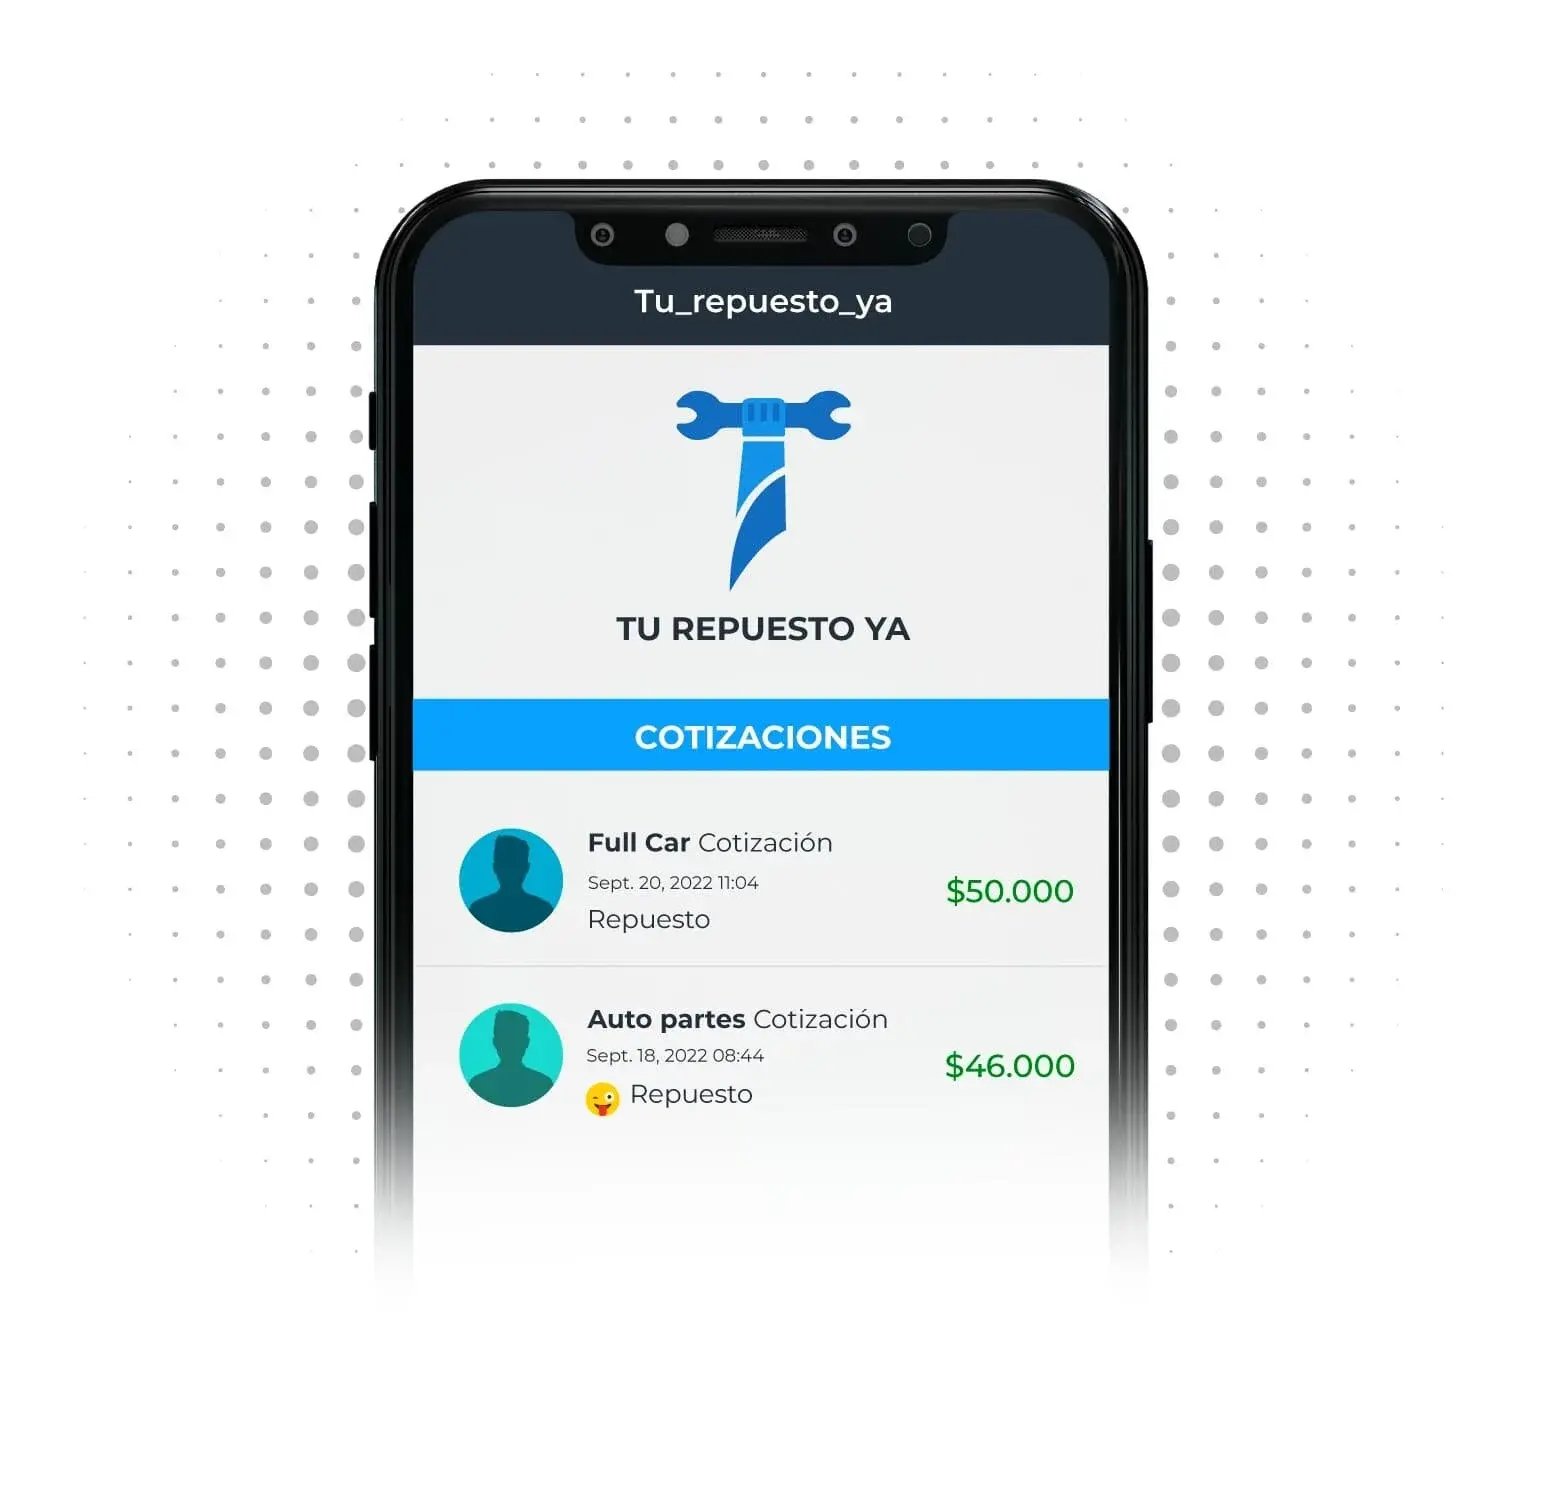 Tu_repuesto_ya
TU REPUESTO YA
COTIZACIONES
Full Car Cotización
Sept. 20, 2022 11:04
$50.000
Repuesto
Auto partes Cotización
Sept. 18, 2022 08:44
$46.000
😜 Repuesto